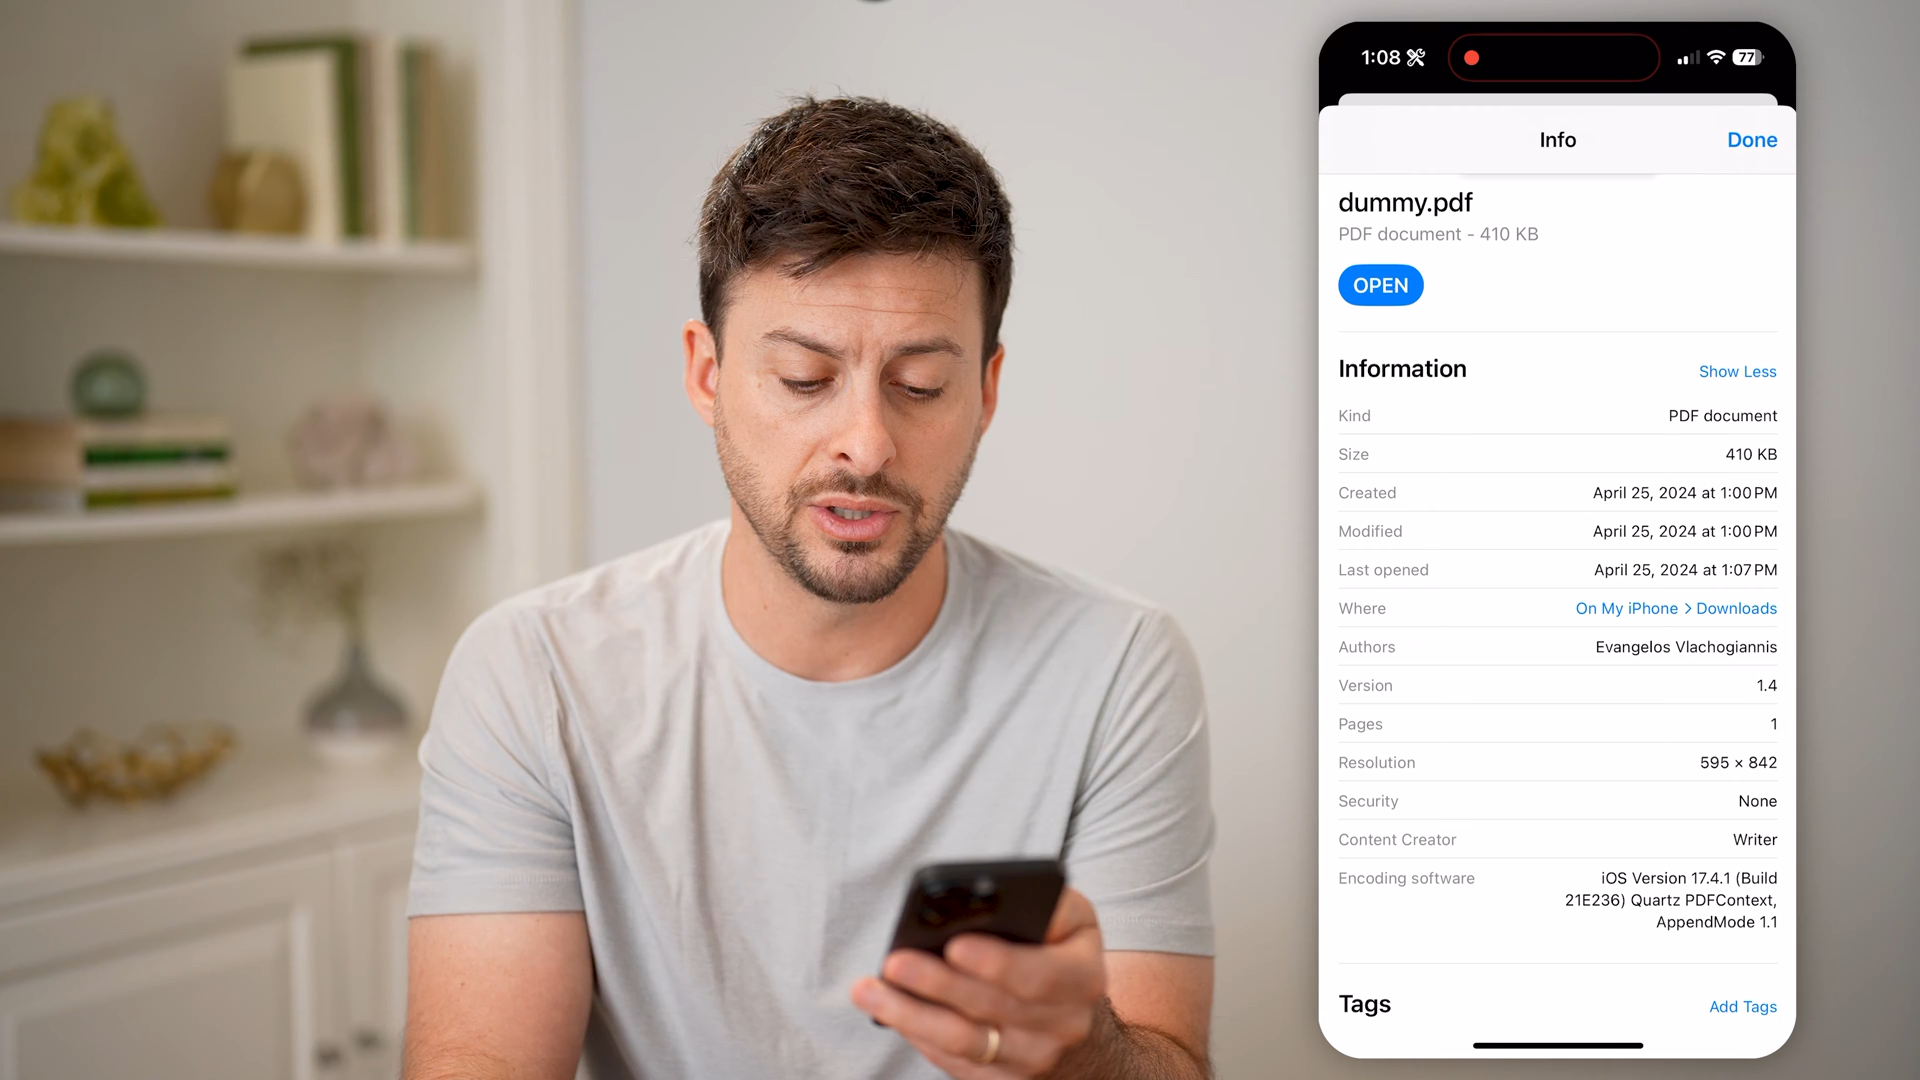 1:08
77
Info
Done
dummy.pdf
PDF document - 410 KB
OPEN
Information
Show Less
Kind
PDF document
Size
410 KB
Created
April 25, 2024 at 1:00 PM
Modified
April 25, 2024 at 1:00 PM
Last opened
April 25, 2024 at 1:07 PM
Where
On My iPhone > Downloads
Authors
Evangelos Vlachogiannis
Version
1.4
Pages
1
Resolution
595 × 842
Security
None
Content Creator
Writer
Encoding software
iOS Version 17.4.1 (Build
21E236) Quartz PDFContext,
AppendMode 1.1
Tags
Add Tags